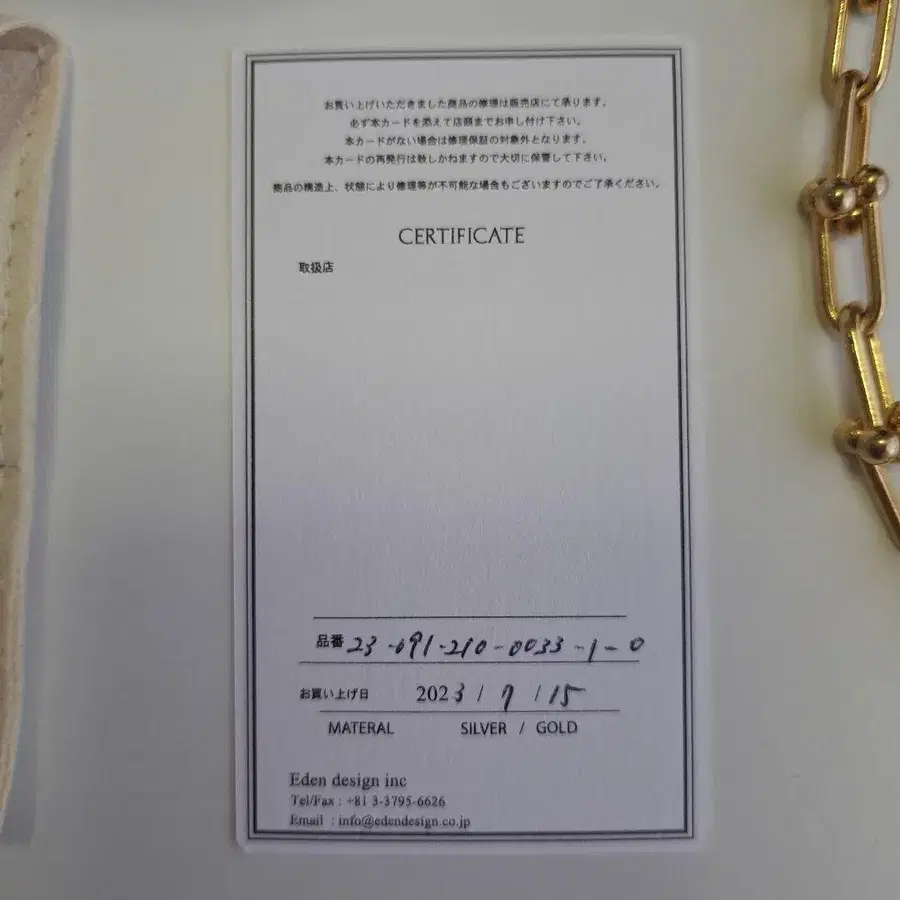 お買い上げいただきました商品の修理は販売店にて承ります。
必ず本カードを添えて店頭までお申し付け下さい。
本カードがない場合は修理保証の対象外となります。
本カードの再発行は致しかねますので大切に保管して下さい。
商品の構造上、状態により修理等が不可能な場合もございますのでご了承ください。
CERTIFICATE
取扱店
品番 23-091-210-0033-1-0
お買い上げ日 2023 / 7 / 15
MATERAL SILVER / GOLD
Eden design inc
Tel/Fax : +81 3-3795-6626
Email : info@edendesign.co.jp